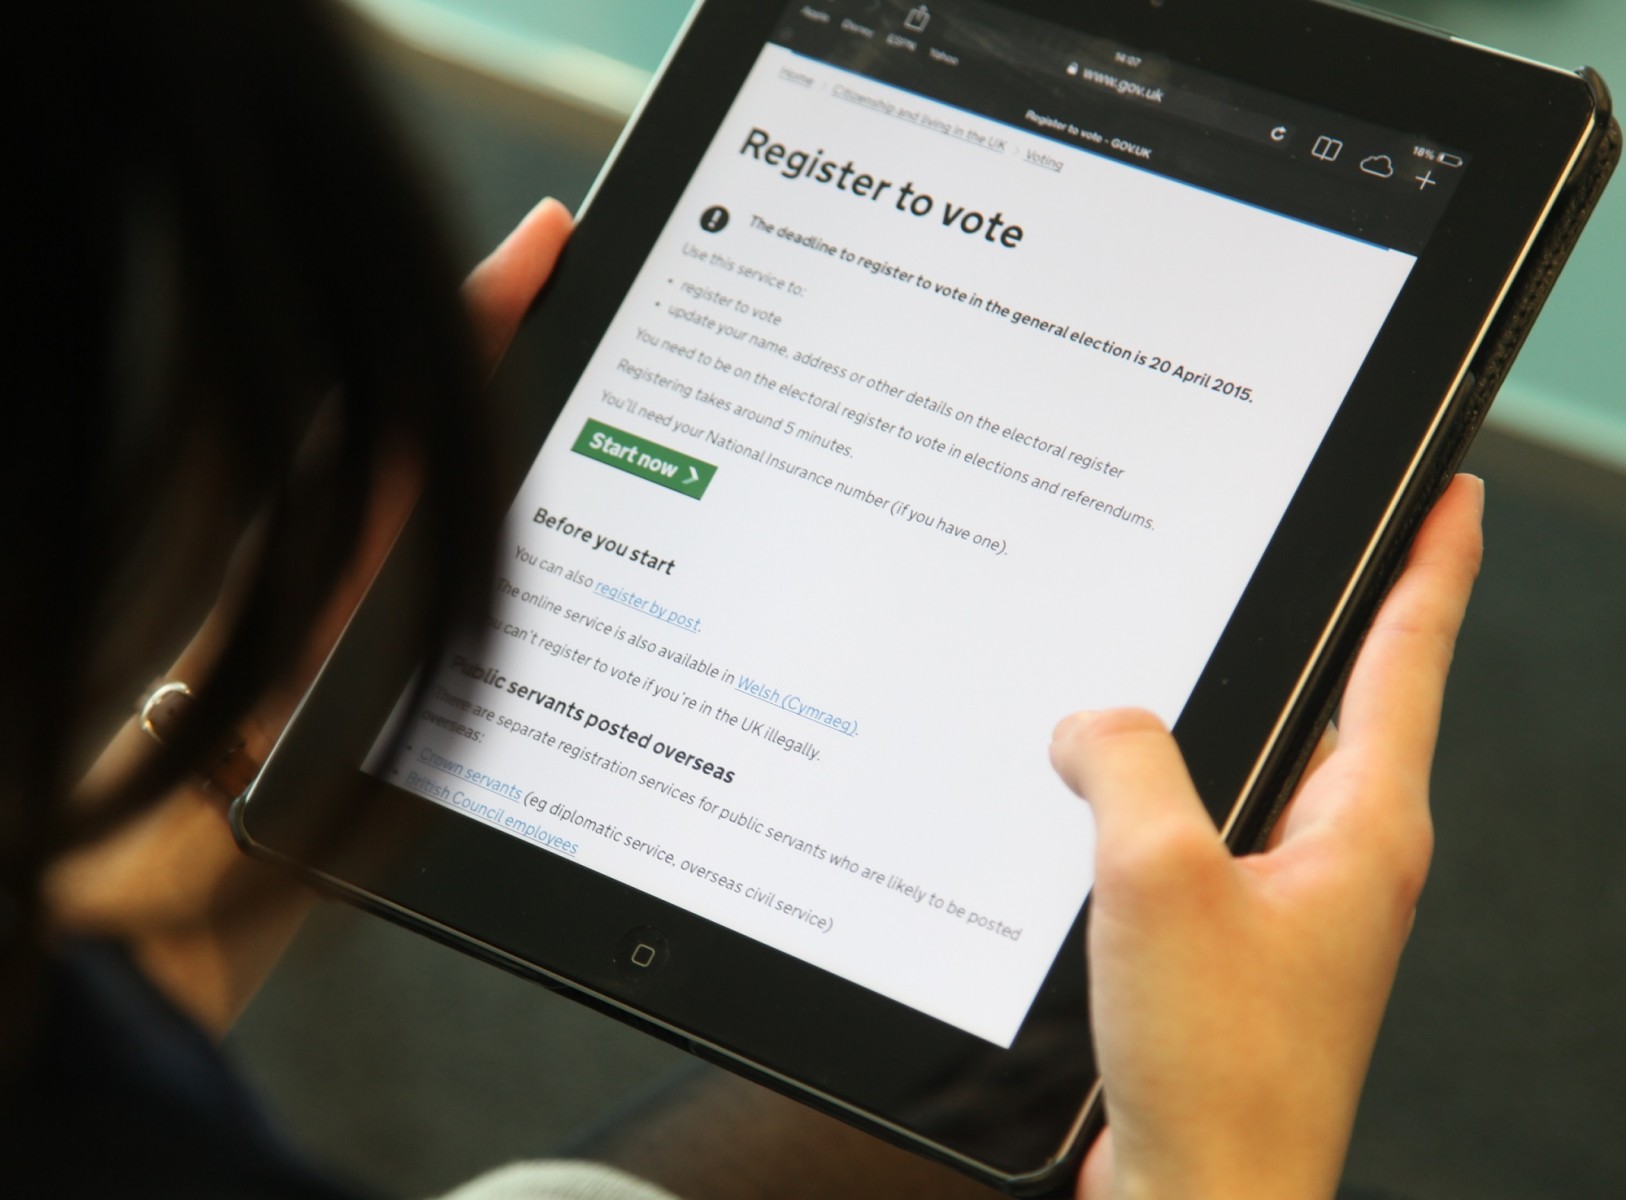 Apps Disney ESPN Yahoo
14:07
www.gov.uk
18%
Register to vote - GOV.UK
Home > Citizenship and living in the UK > Voting
Register to vote
The deadline to register to vote in the general election is 20 April 2015.
Use this service to:
• register to vote
• update your name, address or other details on the electoral register
You need to be on the electoral register to vote in elections and referendums.
Registering takes around 5 minutes.
You'll need your National Insurance number (if you have one).
Start now >
Before you start
You can also register by post.
The online service is also available in Welsh (Cymraeg).
can't register to vote if you're in the UK illegally.
Public servants posted overseas
There are separate registration services for public servants who are likely to be posted
overseas:
• Crown servants (eg diplomatic service, overseas civil service)
• British Council employees